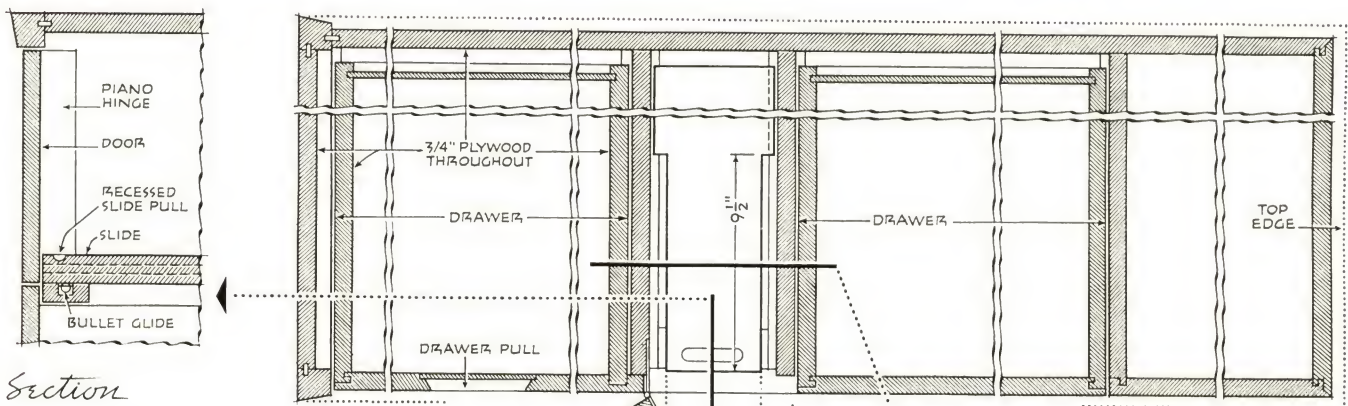 PIANO
HINGE
DOOR
RECESSED
SLIDE PULL
SLIDE
BULLET GLIDE
Section
3/4" PLYWOOD
THROUGHOUT
DRAWER
DRAWER PULL
9 1/2"
DRAWER
TOP
EDGE